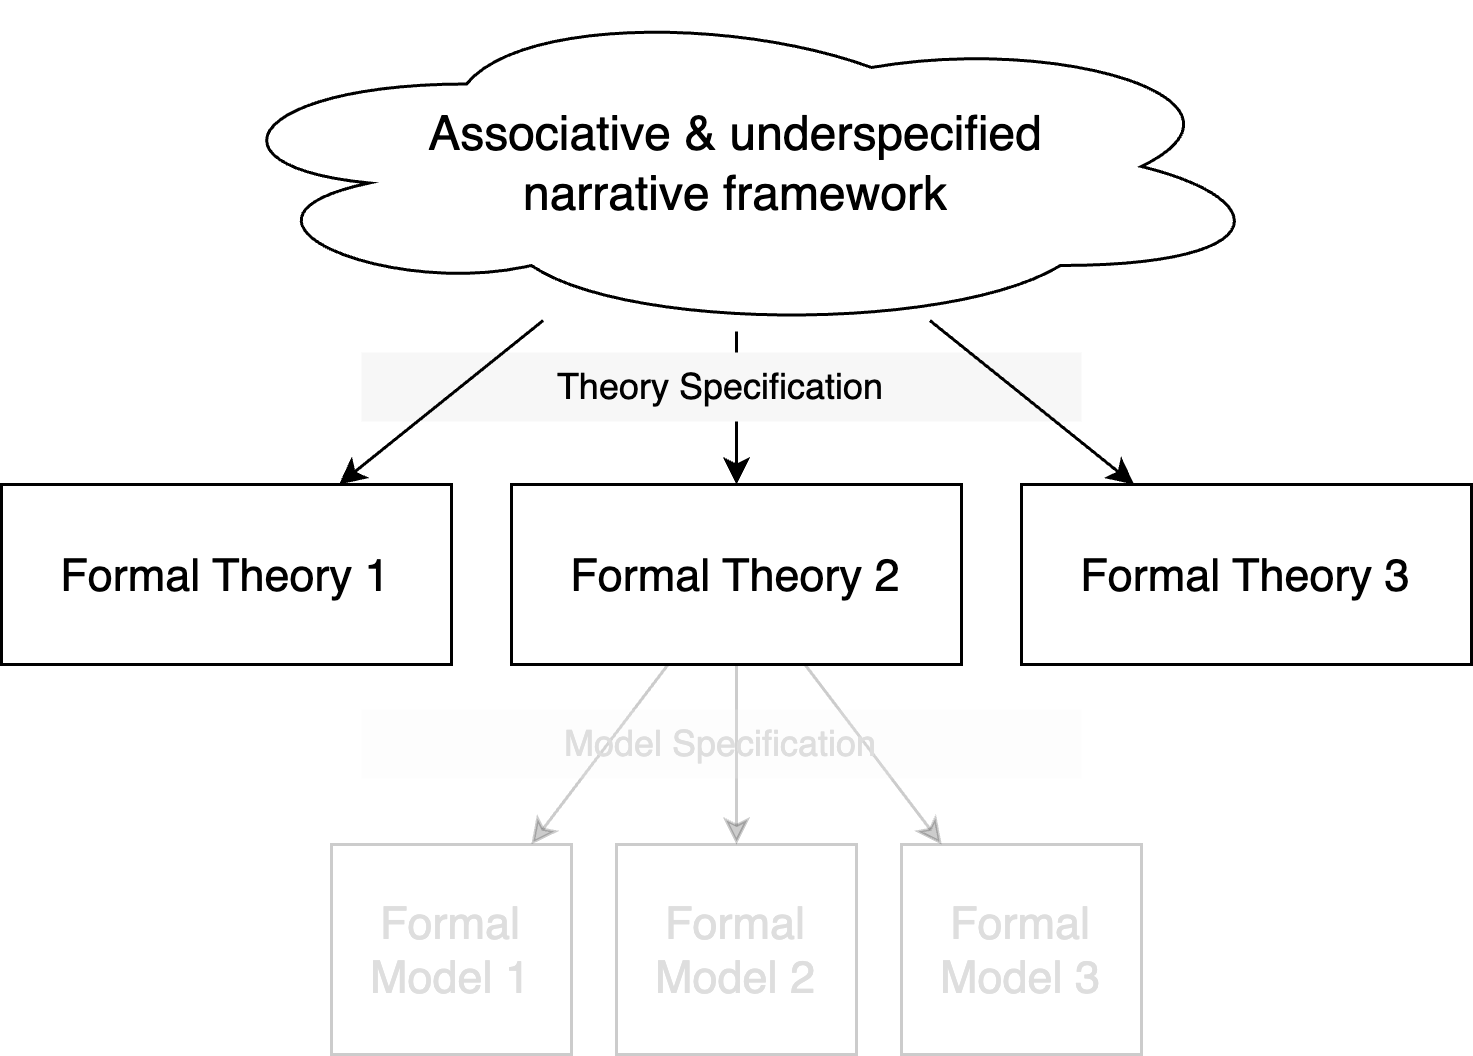 Associative & underspecified
narrative framework
Theory Specification
Formal Theory 1
Formal Theory 2
Formal Theory 3
Model Specification
Formal
Model 1
Formal
Model 2
Formal
Model 3